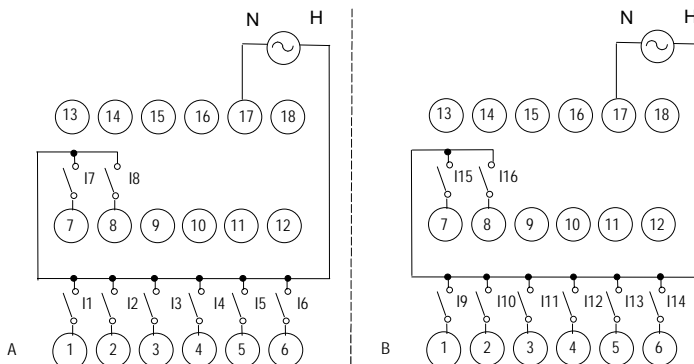 N H N H
13 14 15 16 17 18 13 14 15 16 17 18
I7 I8 I15 I16
7 8 9 10 11 12 7 8 9 10 11 12
I1 I2 I3 I4 I5 I6 I9 I10 I11 I12 I13 I14
A 1 2 3 4 5 6 B 1 2 3 4 5 6